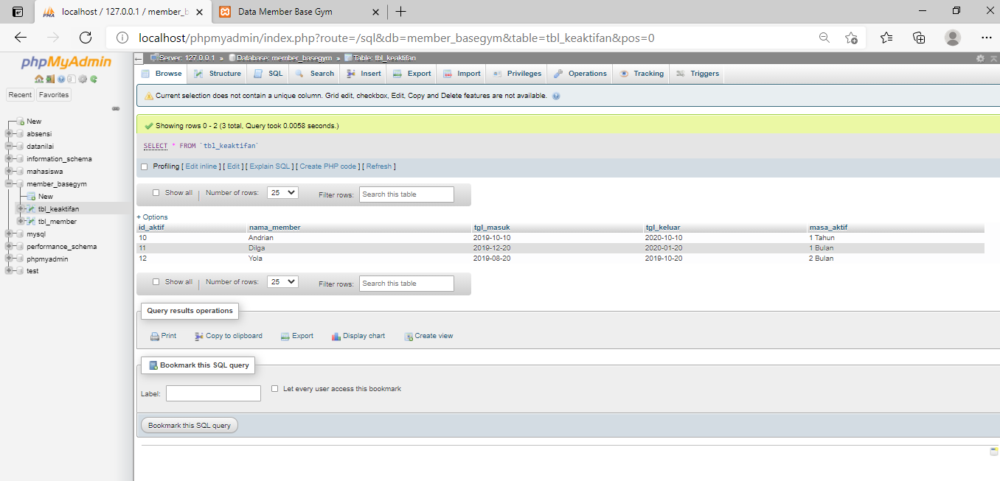 localhost / 127.0.0.1 / member_b
Data Member Base Gym
localhost/phpmyadmin/index.php?route=/sql&db=member_basegym&table=tbl_keaktifan&pos=0
phpMyAdmin
Recent Favorites
New
absensi
datanilai
information_schema
mahasiswa
member_basegym
New
tbl_keaktifan
tbl_member
mysql
performance_schema
phpmyadmin
test
Server: 127.0.0.1 » Database: member_basegym » Table: tbl_keaktifan
Browse Structure SQL Search Insert Export Import Privileges Operations Tracking Triggers
Current selection does not contain a unique column. Grid edit, checkbox, Edit, Copy and Delete features are not available.
Showing rows 0 - 2 (3 total, Query took 0.0058 seconds.)
SELECT * FROM `tbl_keaktifan`
Profiling [ Edit inline ] [ Edit ] [ Explain SQL ] [ Create PHP code ] [ Refresh ]
Show all Number of rows: 25 Filter rows: Search this table
+ Options
id_aktif nama_member tgl_masuk tgl_keluar masa_aktif
10 Andrian 2019-10-10 2020-10-10 1 Tahun
11 Dilga 2019-12-20 2020-01-20 1 Bulan
12 Yola 2019-08-20 2019-10-20 2 Bulan
Show all Number of rows: 25 Filter rows: Search this table
Query results operations
Print Copy to clipboard Export Display chart Create view
Bookmark this SQL query
Label: Let every user access this bookmark
Bookmark this SQL query